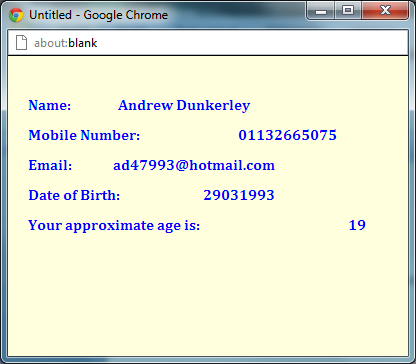 Untitled - Google Chrome
about:blank
Name: Andrew Dunkerley
Mobile Number: 01132665075
Email: ad47993@hotmail.com
Date of Birth: 29031993
Your approximate age is: 19